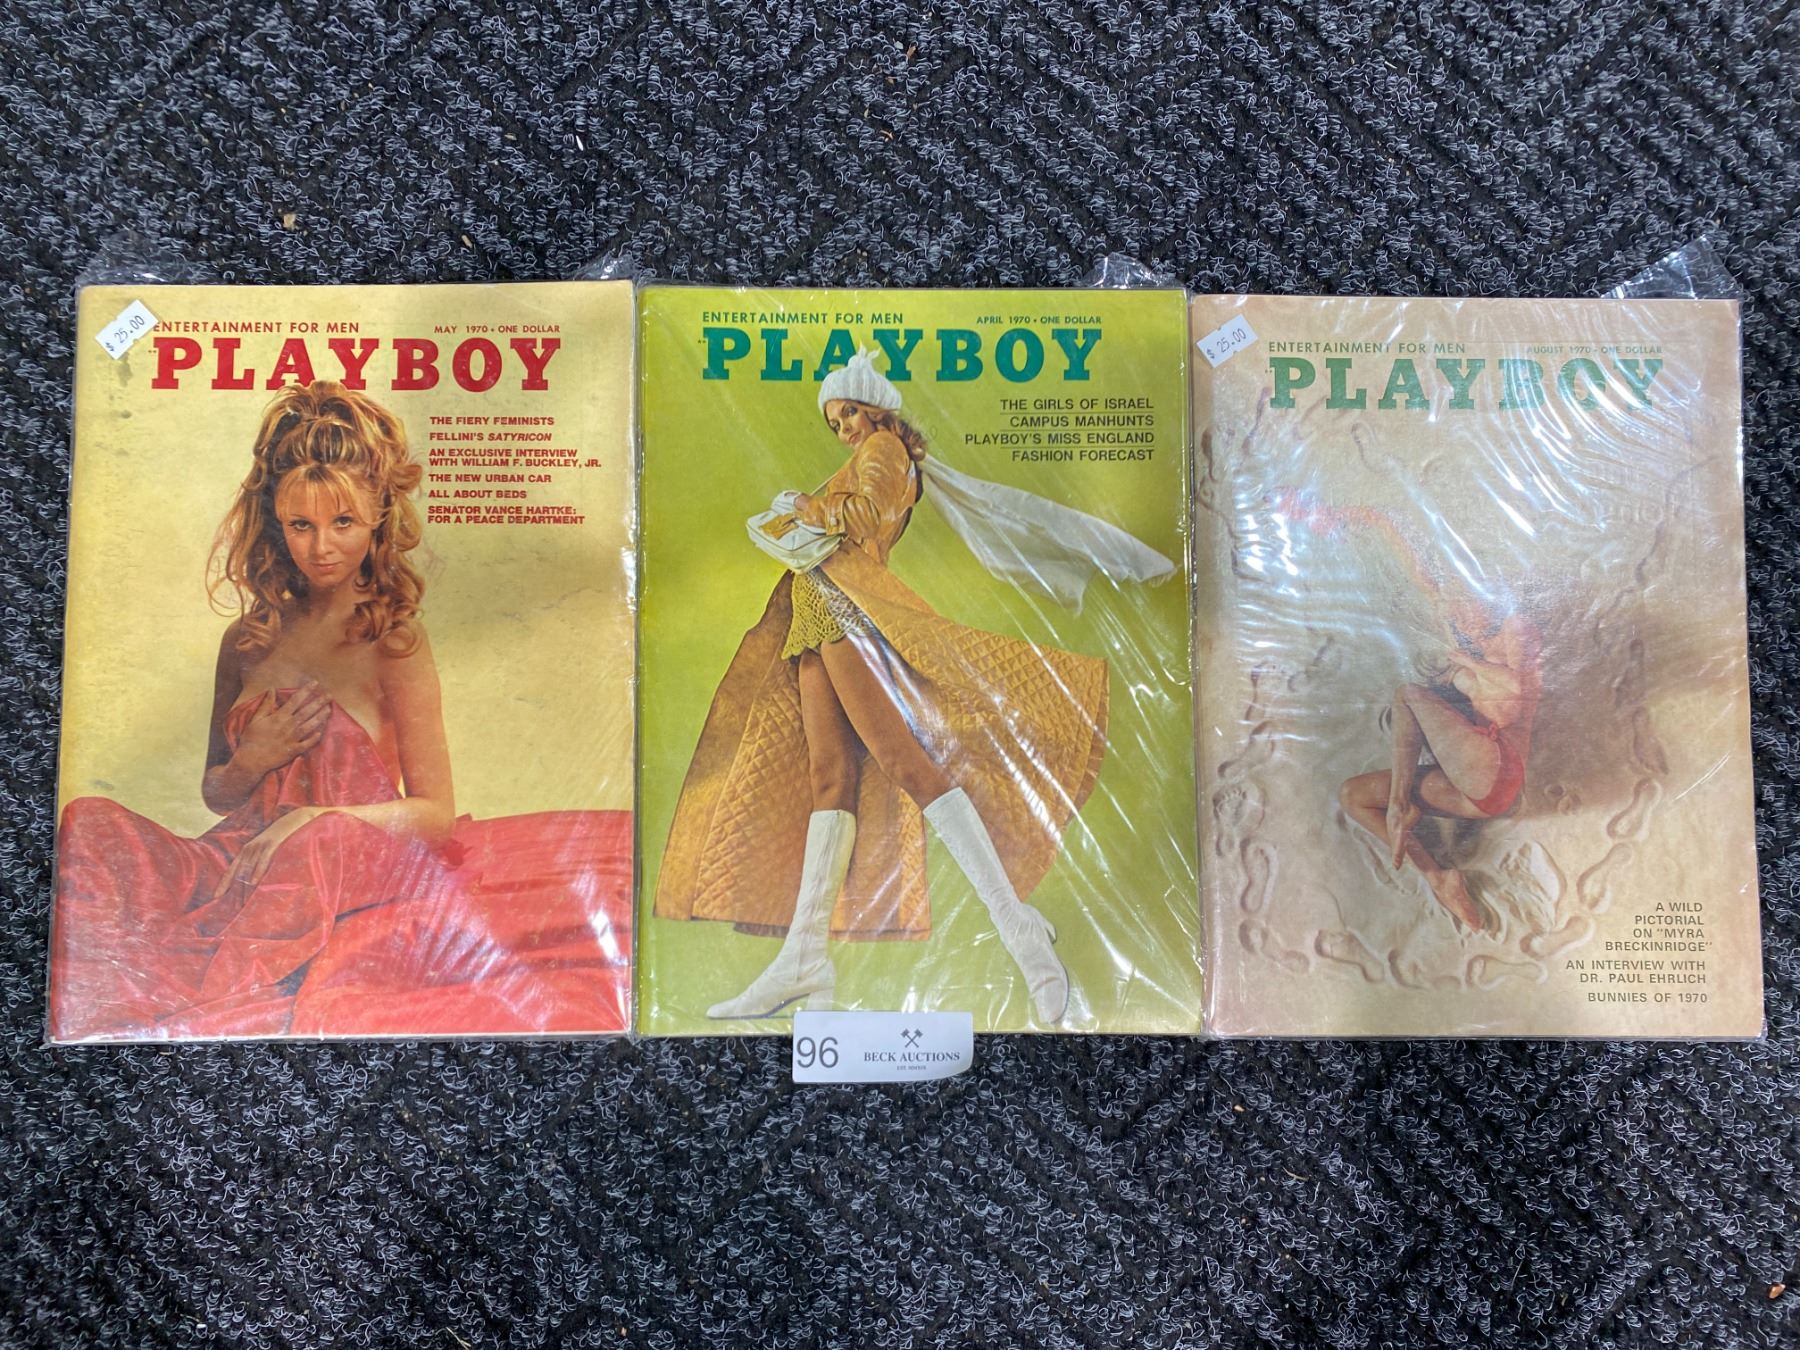 $ 25.00
ENTERTAINMENT FOR MEN
MAY 1970 • ONE DOLLAR
PLAYBOY
THE FIERY FEMINISTS
FELLINI'S SATYRICON
AN EXCLUSIVE INTERVIEW
WITH WILLIAM F. BUCKLEY, JR.
THE NEW URBAN CAR
ALL ABOUT BEDS
SENATOR VANCE HARTKE:
FOR A PEACE DEPARTMENT
ENTERTAINMENT FOR MEN
APRIL 1970 • ONE DOLLAR
PLAYBOY
THE GIRLS OF ISRAEL
CAMPUS MANHUNTS
PLAYBOY'S MISS ENGLAND
FASHION FORECAST
$ 25.00
ENTERTAINMENT FOR MEN
AUGUST 1970 • ONE DOLLAR
PLAYBOY
A WILD
PICTORIAL
ON "MYRA
BRECKINRIDGE"
AN INTERVIEW WITH
DR. PAUL EHRLICH
BUNNIES OF 1970
96
BECK AUCTIONS